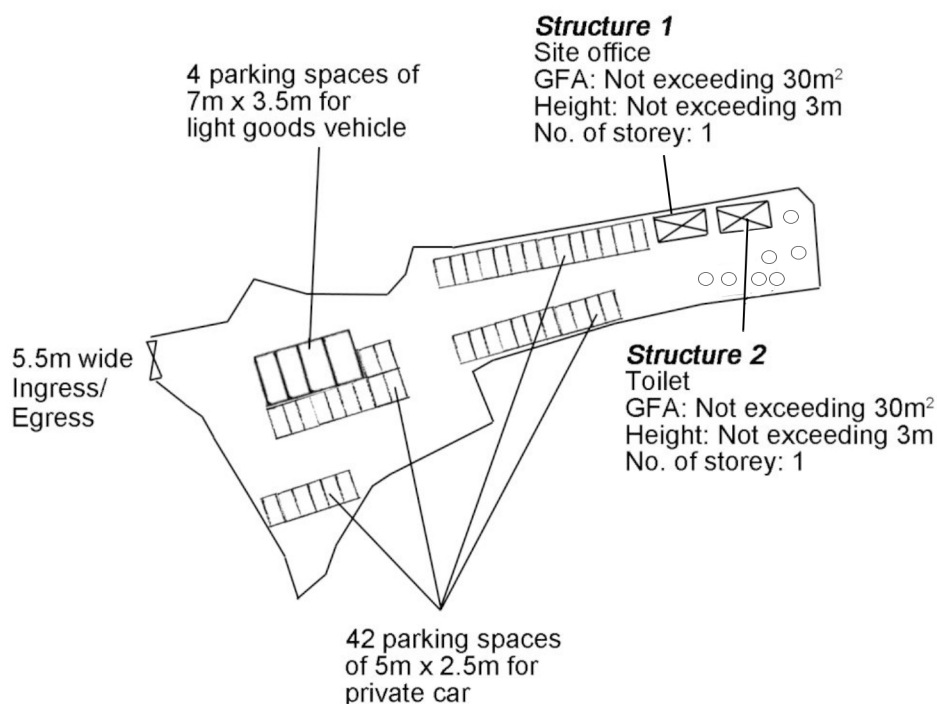 Structure 1
Site office
GFA: Not exceeding 30m²
Height: Not exceeding 3m
No. of storey: 1
4 parking spaces of
7m x 3.5m for
light goods vehicle
5.5m wide
Ingress/
Egress
Structure 2
Toilet
GFA: Not exceeding 30m²
Height: Not exceeding 3m
No. of storey: 1
42 parking spaces
of 5m x 2.5m for
private car